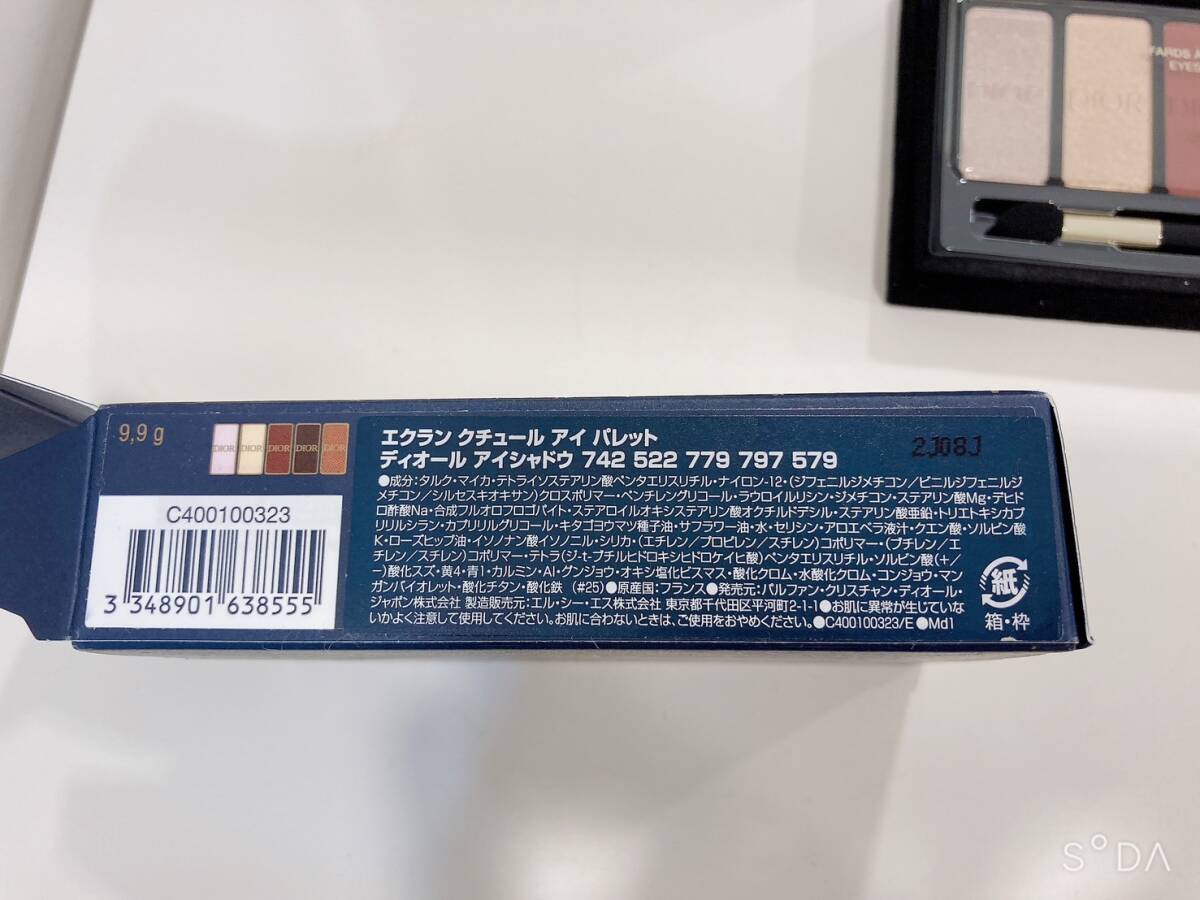 YARDS A
EYES
9,9 g
DIOR DIOR DIOR DIOR DIOR
C400100323
3 348901 638555
エクラン クチュール アイ パレット
ディオール アイシャドウ 742 522 779 797 579
2J08J
●成分：タルク・マイカ・テトライソステアリン酸ペンタエリスリチル・ナイロン-12・（ジフェニルジメチコン／ビニルジフェニルジ
メチコン／シルセスキオキサン）クロスポリマー・ペンチレングリコール・ラウロイルリシン・ジメチコン・ステアリン酸Mg・デヒド
ロ酢酸Na・合成フルオロフロゴパイト・ステアロイルオキシステアリン酸オクチルドデシル・ステアリン酸亜鉛・トリエトキシカプ
リリルシラン・カプリリルグリコール・キタゴヨウマツ種子油・サフラワー油・水・セリシン・アロエベラ液汁・クエン酸・ソルビン酸
K・ローズヒップ油・イソノナン酸イソノニル・シリカ・（エチレン／プロピレン／スチレン）コポリマー・（ブチレン／エ
チレン／スチレン）コポリマー・テトラ（ジ-t-ブチルヒドロキシヒドロケイヒ酸）ペンタエリスリチル・ソルビン酸（+／
−）酸化スズ・黄4・青1・カルミン・Al・グンジョウ・オキシ塩化ビスマス・酸化クロム・水酸化クロム・コンジョウ・マン
ガンバイオレット・酸化チタン・酸化鉄 （#25）●原産国：フランス●発売元：パルファン・クリスチャン・ディオール・
ジャポン株式会社 製造販売元：エル・シー・エス株式会社 東京都千代田区平河町2-1-1●お肌に異常が生じていな
いかよく注意して使用してください。お肌に合わないときは、ご使用をおやめください。●C400100323/E ●Md1
紙
箱・枠
S°DA